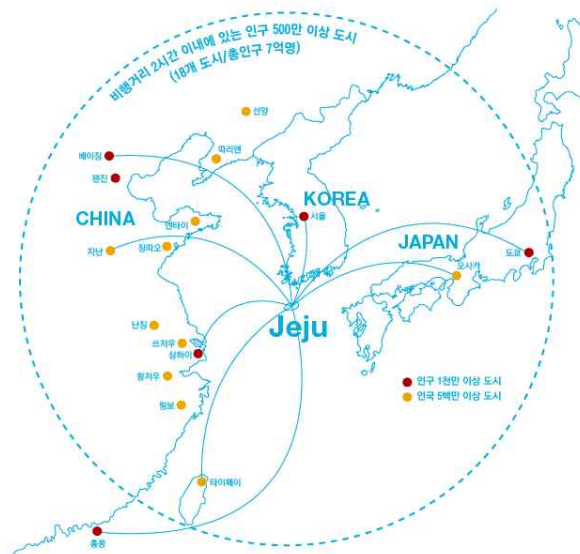 비행거리 2시간 이내에 있는 인구 500만 이상 도시
(18개 도시/총인구 7억명)
선양
따리엔
베이징
톈진
KOREA
서울
CHINA
옌타이
칭따오
지난
JAPAN
도쿄
오사카
Jeju
난징
쑤저우
상하이
항저우
닝보
인구 1천만 이상 도시
인국 5백만 이상 도시
타이페이
홍콩